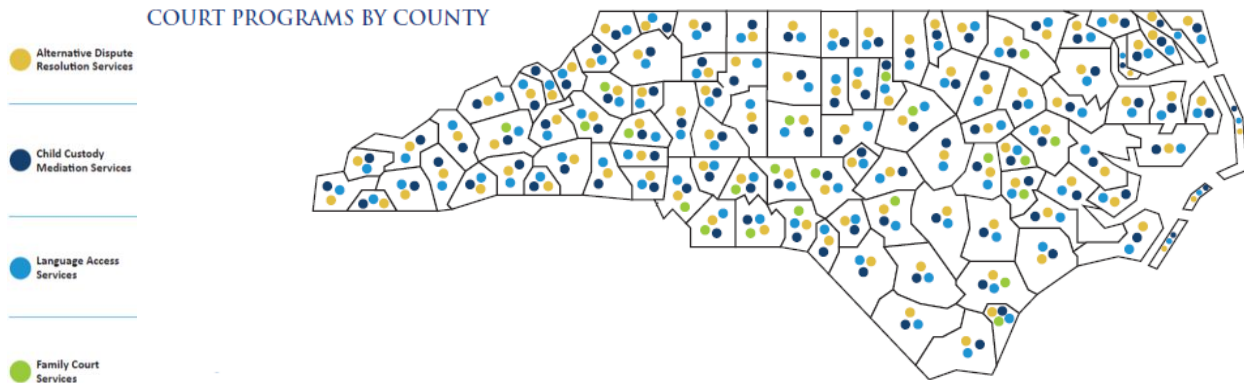 COURT PROGRAMS BY COUNTY
Alternative Dispute
Resolution Services
Child Custody
Mediation Services
Language Access
Services
Family Court
Services